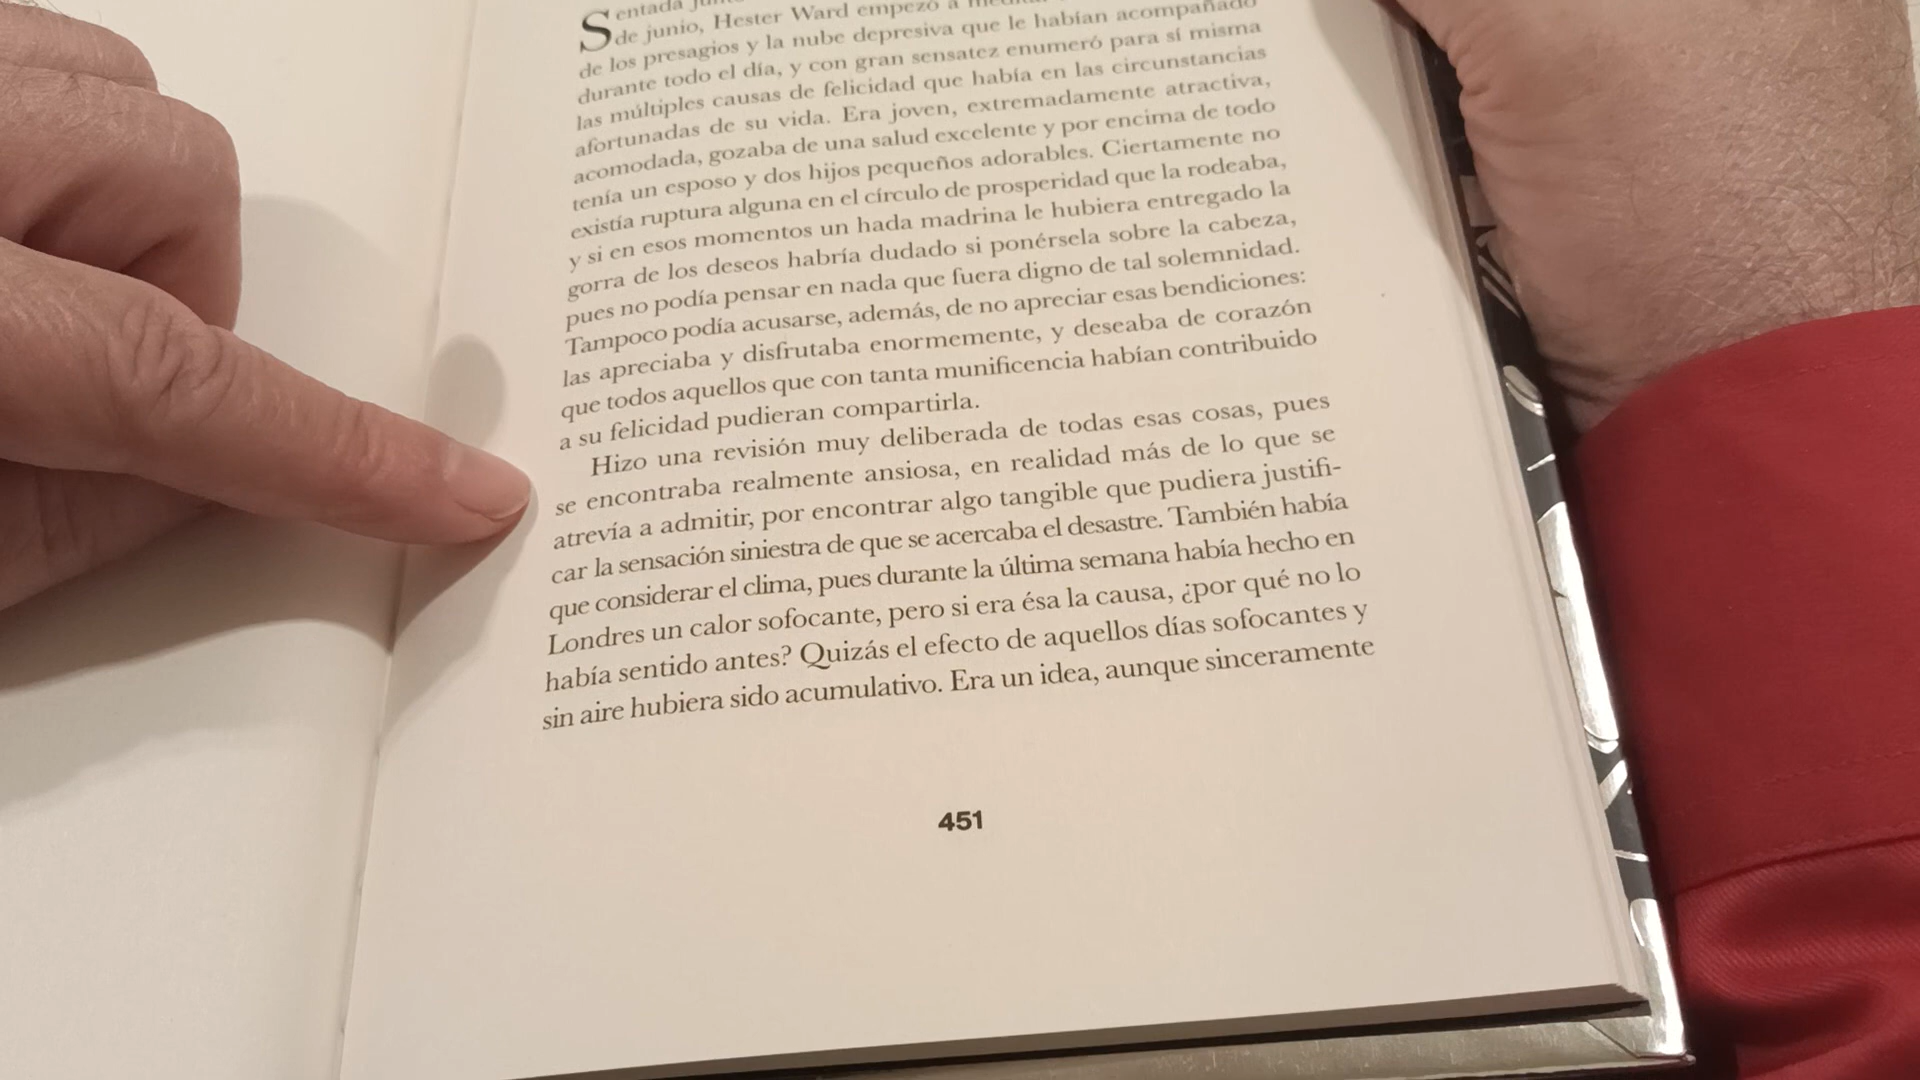 Sentada
de junio, Hester Ward empezó a
de los presagios y la nube depresiva que le habían acompañado
durante todo el día, y con gran sensatez enumeró para sí misma
las múltiples causas de felicidad que había en las circunstancias
afortunadas de su vida. Era joven, extremadamente atractiva,
acomodada, gozaba de una salud excelente y por encima de todo
tenía un esposo y dos hijos pequeños adorables. Ciertamente no
existía ruptura alguna en el círculo de prosperidad que la rodeaba,
y si en esos momentos un hada madrina le hubiera entregado la
gorra de los deseos habría dudado si ponérsela sobre la cabeza,
pues no podía pensar en nada que fuera digno de tal solemnidad.
Tampoco podía acusarse, además, de no apreciar esas bendiciones:
las apreciaba y disfrutaba enormemente, y deseaba de corazón
que todos aquellos que con tanta munificencia habían contribuido
a su felicidad pudieran compartirla.
Hizo una revisión muy deliberada de todas esas cosas, pues
se encontraba realmente ansiosa, en realidad más de lo que se
atrevía a admitir, por encontrar algo tangible que pudiera justifi-
car la sensación siniestra de que se acercaba el desastre. También había
que considerar el clima, pues durante la última semana había hecho en
Londres un calor sofocante, pero si era ésa la causa, ¿por qué no lo
había sentido antes? Quizás el efecto de aquellos días sofocantes y
sin aire hubiera sido acumulativo. Era un idea, aunque sinceramente
451